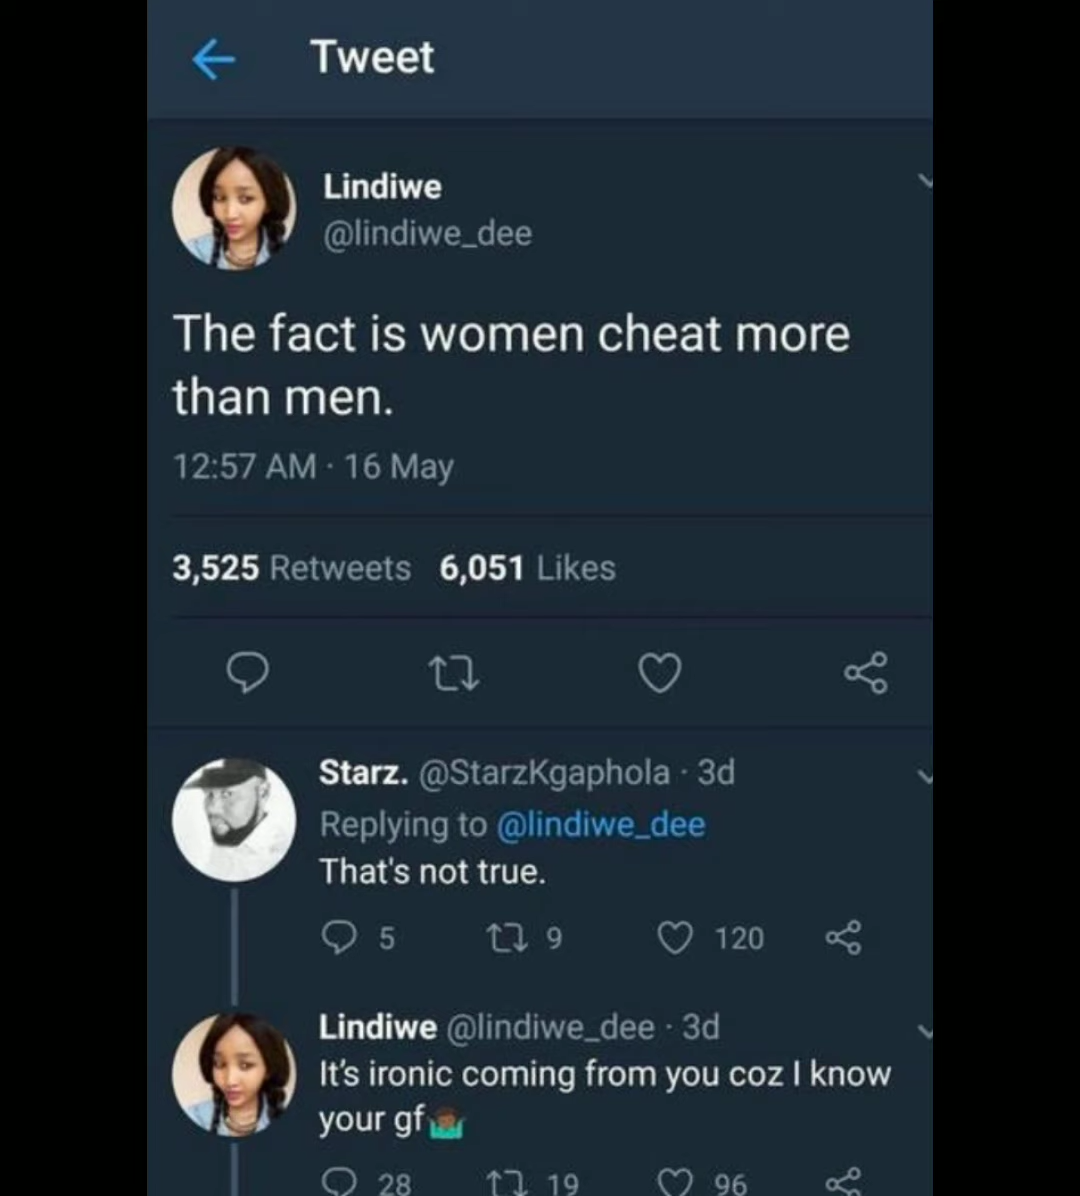 Tweet
Lindiwe
@lindiwe_dee
The fact is women cheat more
than men.
12:57 AM · 16 May
3,525 Retweets 6,051 Likes
Starz. @StarzKgaphola · 3d
Replying to @lindiwe_dee
That's not true.
5 9 120
Lindiwe @lindiwe_dee · 3d
It's ironic coming from you coz I know
your gf🤷🏾‍♂️
28 19 96